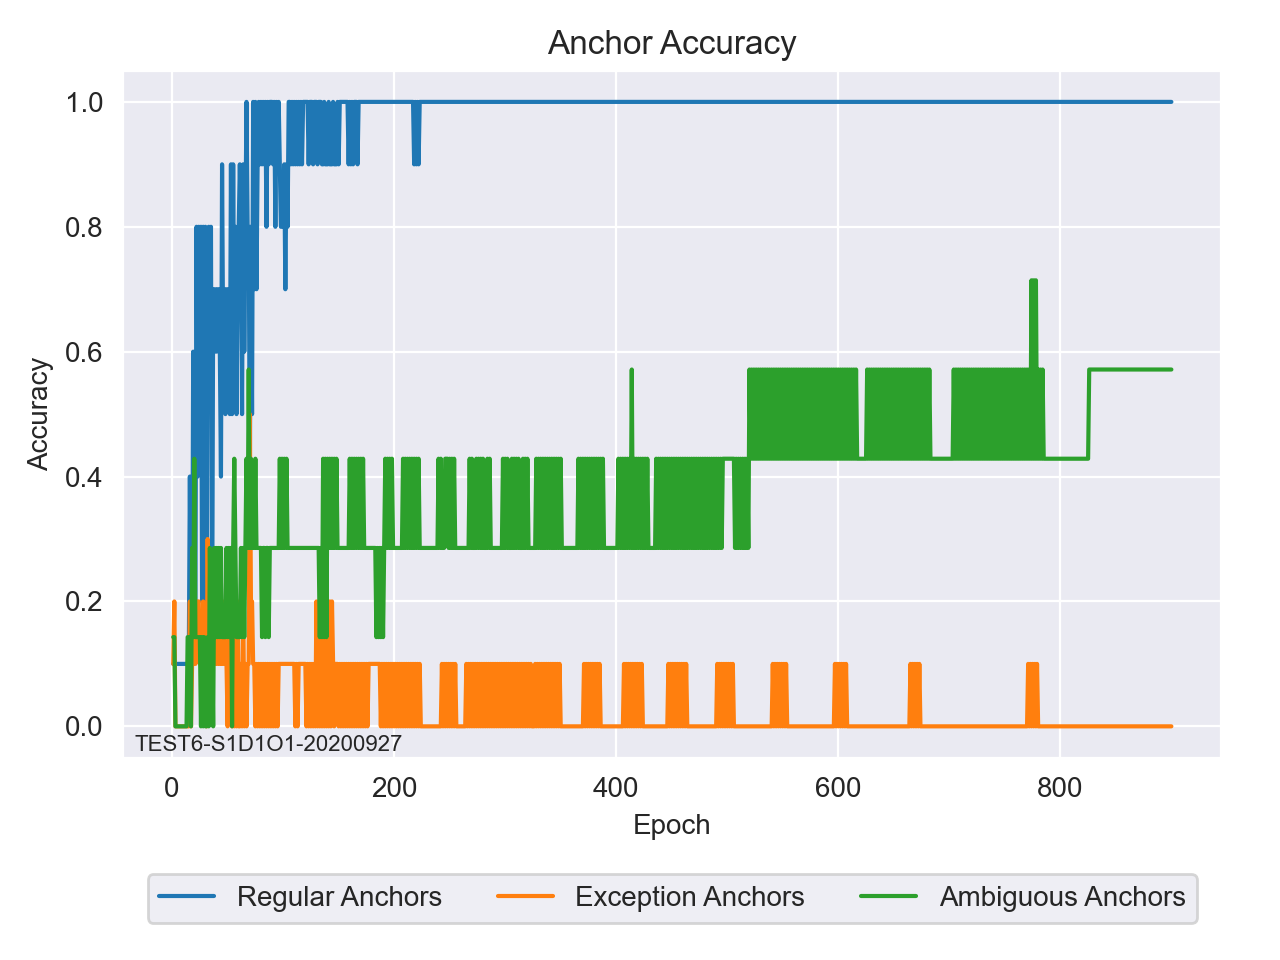 Anchor Accuracy
1.0
0.8
0.6
0.4
0.2
0.0
Accuracy
TEST6-S1D1O1-20200927
0 200 400 600 800
Epoch
Regular Anchors Exception Anchors Ambiguous Anchors